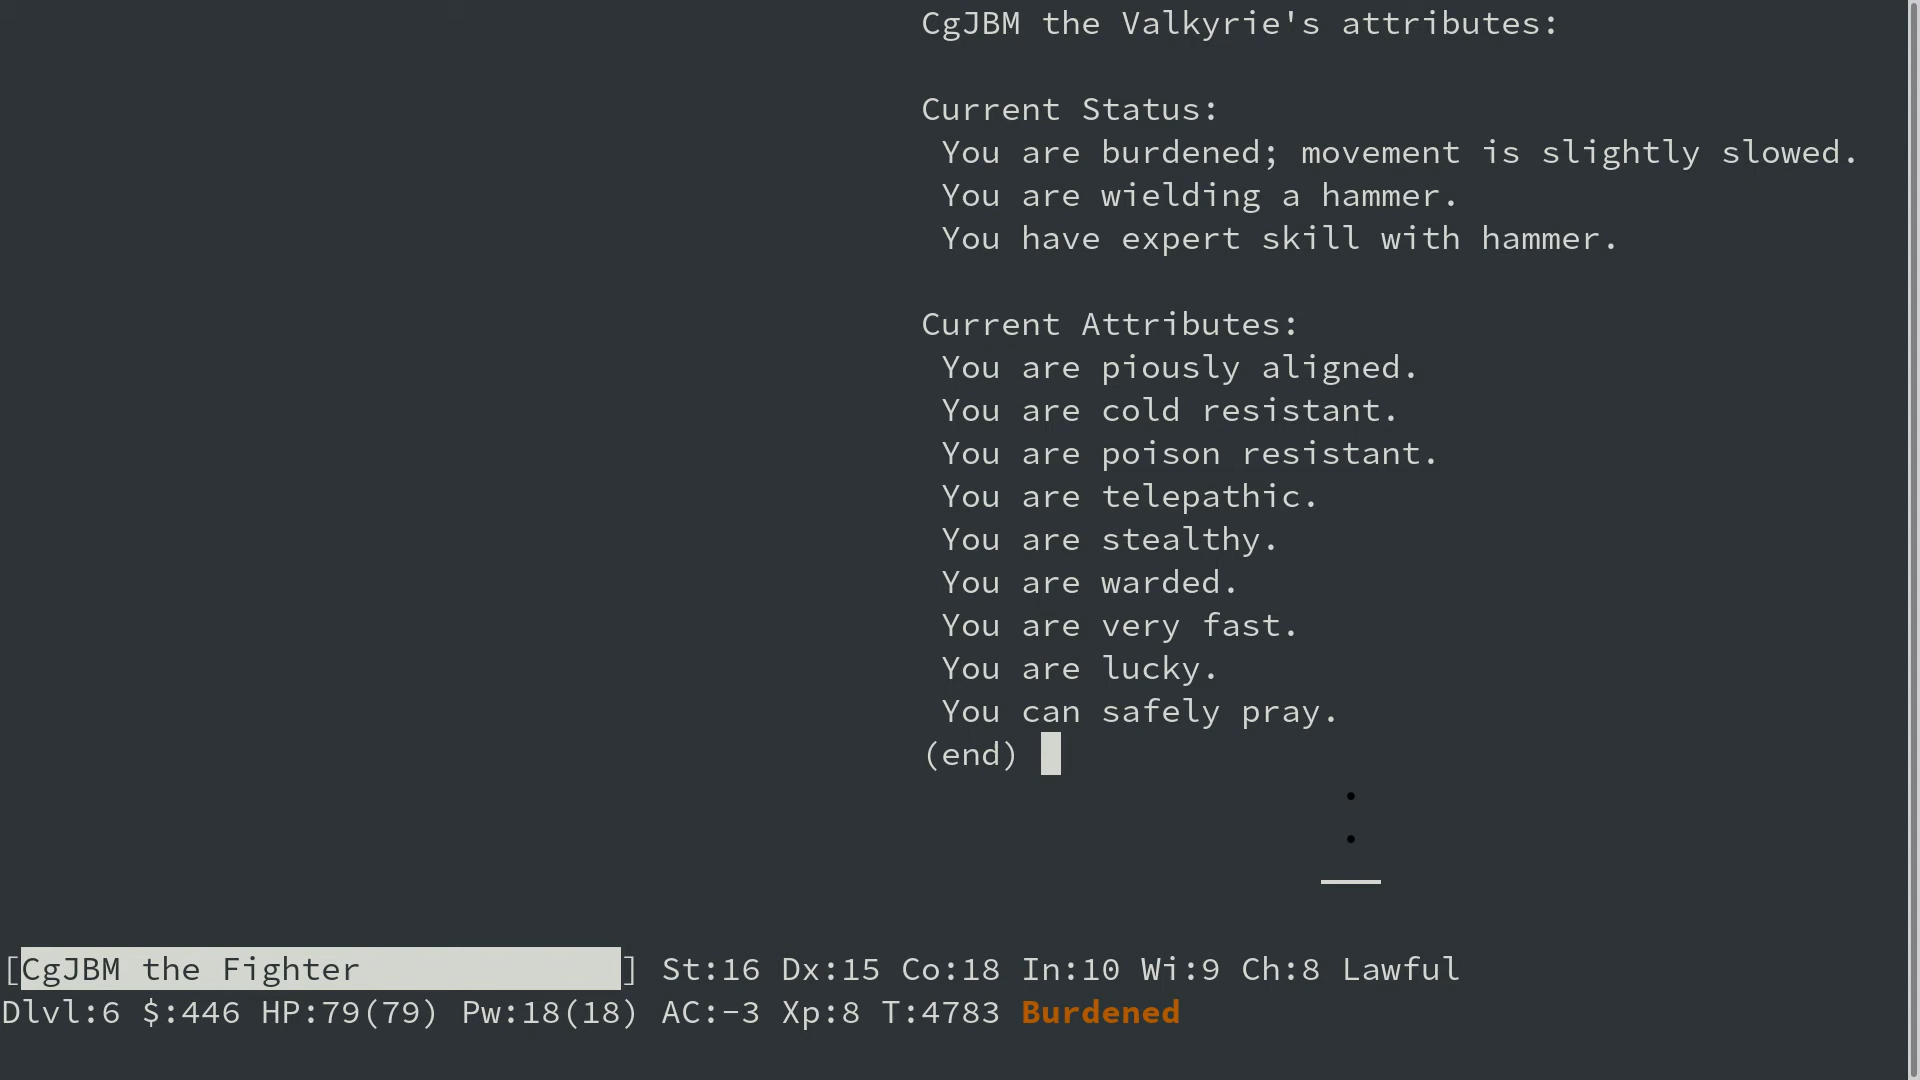 CgJBM the Valkyrie's attributes:
Current Status:
You are burdened; movement is slightly slowed.
You are wielding a hammer.
You have expert skill with hammer.
Current Attributes:
You are piously aligned.
You are cold resistant.
You are poison resistant.
You are telepathic.
You are stealthy.
You are warded.
You are very fast.
You are lucky.
You can safely pray.
(end)
[CgJBM the Fighter ] St:16 Dx:15 Co:18 In:10 Wi:9 Ch:8 Lawful
Dlvl:6 $:446 HP:79(79) Pw:18(18) AC:-3 Xp:8 T:4783 Burdened